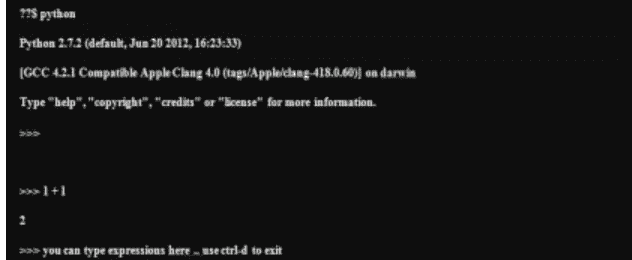 ??$ python
Python 2.7.2 (default, Jun 20 2012, 16:23:33)
[GCC 4.2.1 Compatible Apple Clang 4.0 (tags/Apple/clang-418.0.60)] on darwin
Type "help", "copyright", "credits" or "license" for more information.
>>>
>>> 1 + 1
2
>>> you can type expressions here .. use ctrl-d to exit